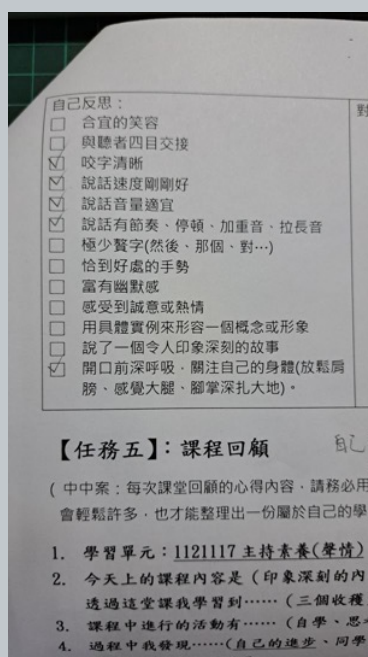 自己反思：
□ 合宜的笑容
□ 與聽者四目交接
☑ 咬字清晰
☑ 說話速度剛剛好
☑ 說話音量適宜
☑ 說話有節奏、停頓、加重音、拉長音
□ 極少贅字(然後、那個、對…)
□ 恰到好處的手勢
□ 富有幽默感
□ 感受到誠意或熱情
□ 用具體實例來形容一個概念或形象
□ 說了一個令人印象深刻的故事
☑ 開口前深呼吸，關注自己的身體(放鬆肩
膀、感覺大腿、腳掌深扎大地)。
【任務五】：課程回顧
(中中案：每次課堂回顧的心得內容，請務必用
會輕鬆許多，也才能整理出一份屬於自己的學
1. 學習單元：1121117 主持素養(聲情)
2. 今天上的課程內容是（印象深刻的內
透過這堂課我學習到……（三個收穫
3. 課程中進行的活動有……（自學、思
4. 過程中我發現……(自己的進步、同學